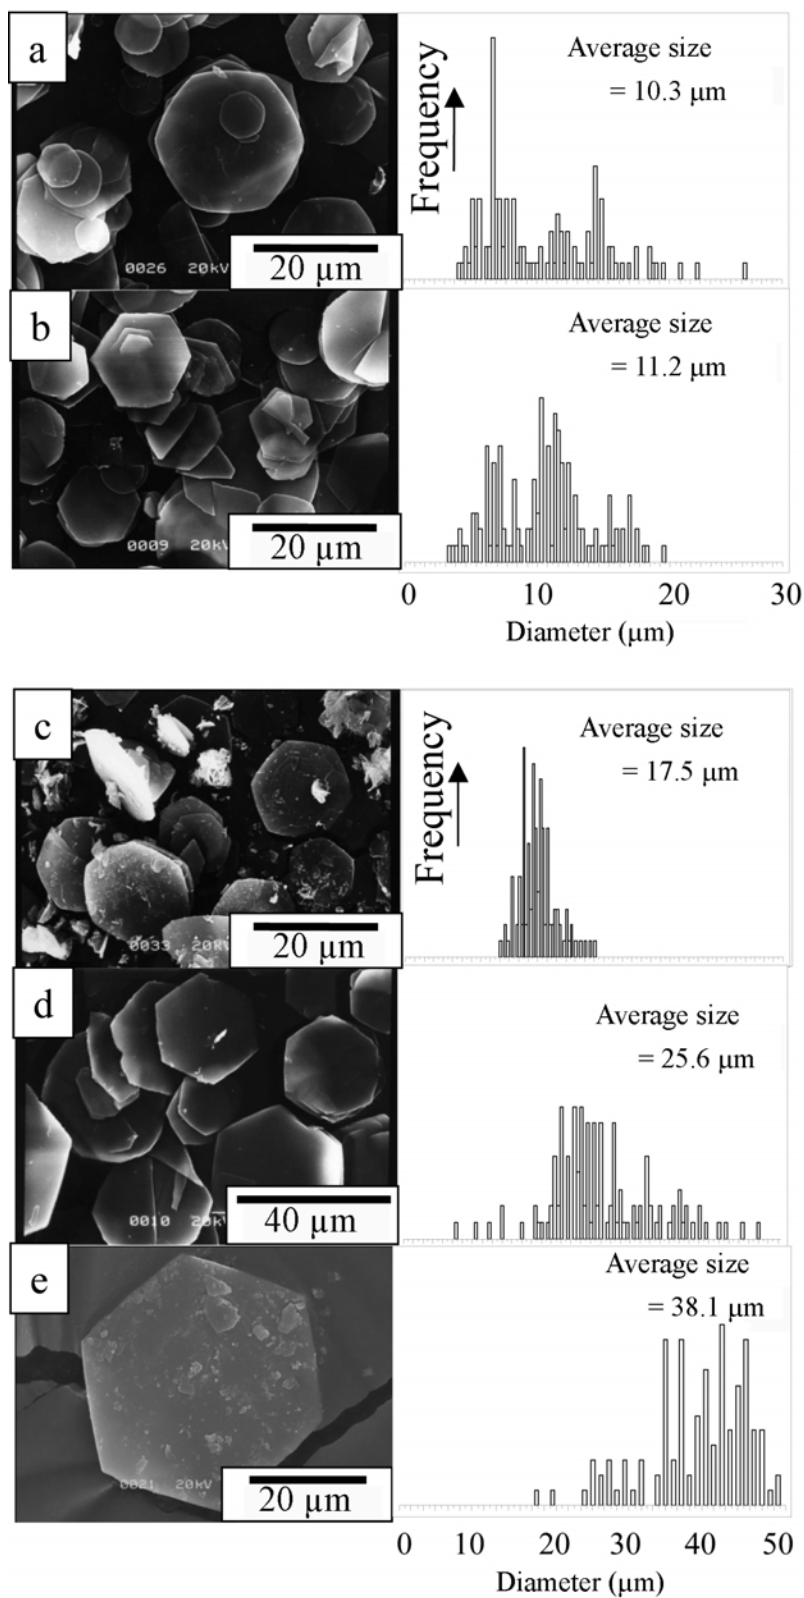 a
Frequency
Average size
= 10.3 µm
0026 20kV
20 µm
b
Average size
= 11.2 µm
0009 20kV
20 µm
0 10 20 30
Diameter (µm)
c
Frequency
Average size
= 17.5 µm
0033 20kV
20 µm
d
Average size
= 25.6 µm
0010 20kV
40 µm
e
Average size
= 38.1 µm
0021 20kV
20 µm
0 10 20 30 40 50
Diameter (µm)